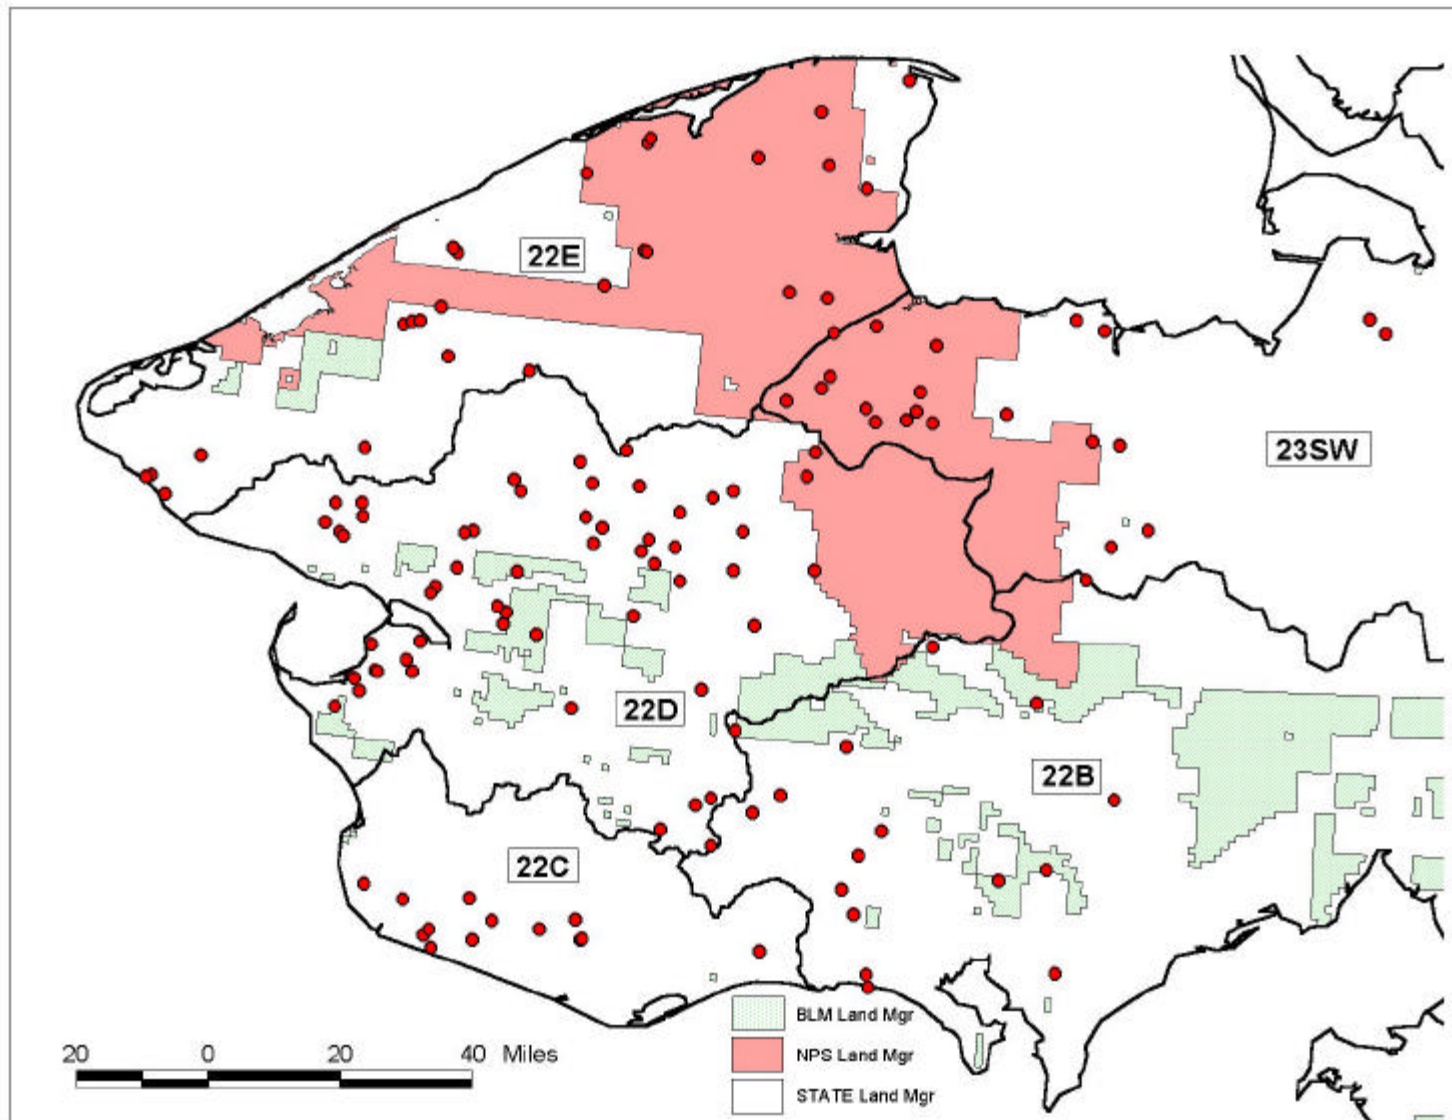 22E
23SW
22D
22B
22C
BLM Land Mgr
NPS Land Mgr
20 0 20 40 Miles
STATE Land Mgr